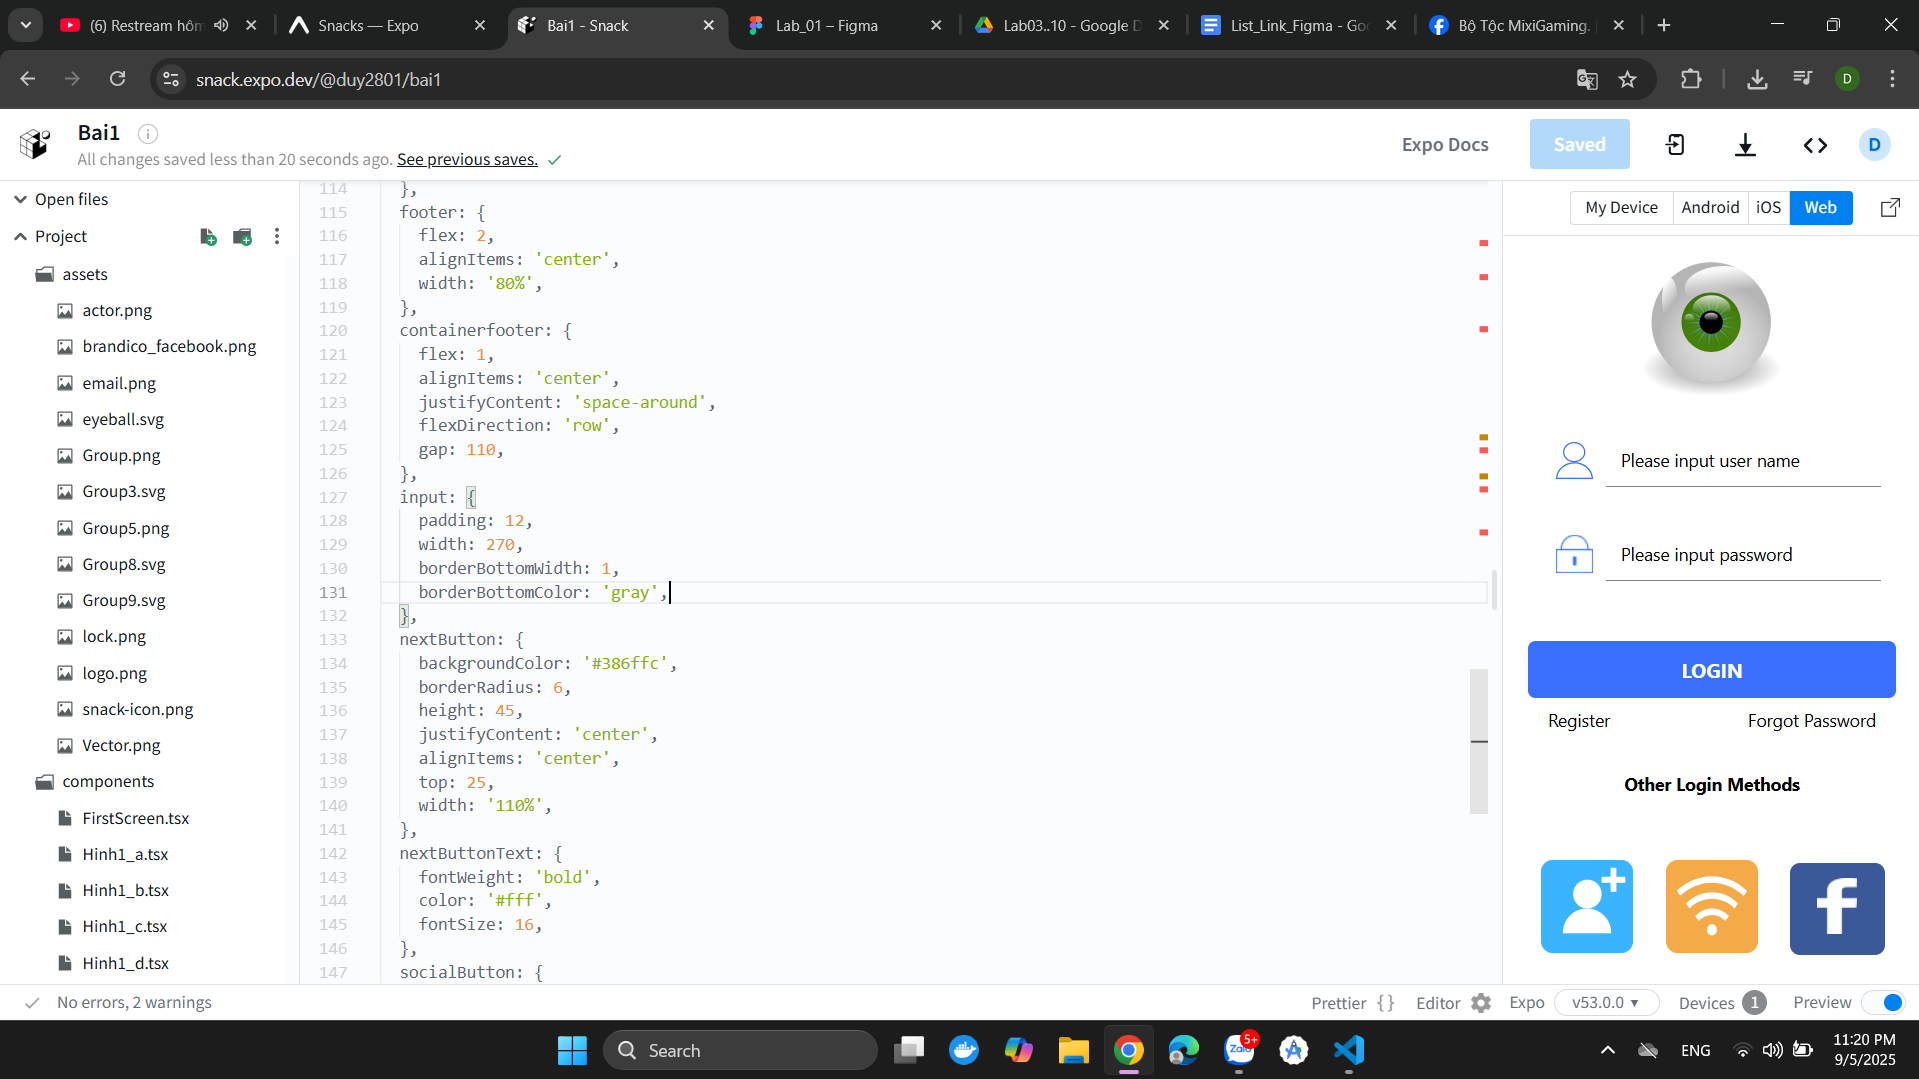 (6) Restream hôm
Snacks — Expo
Bai1 - Snack
Lab_01 – Figma
Lab03..10 - Google D
List_Link_Figma - Go
Bộ Tộc MixiGaming.
snack.expo.dev/@duy2801/bai1
D
Bai1
All changes saved less than 20 seconds ago. See previous saves.
Expo Docs
Saved
D
Open files
Project
assets
actor.png
brandico_facebook.png
email.png
eyeball.svg
Group.png
Group3.svg
Group5.png
Group8.svg
Group9.svg
lock.png
logo.png
snack-icon.png
Vector.png
components
FirstScreen.tsx
Hinh1_a.tsx
Hinh1_b.tsx
Hinh1_c.tsx
Hinh1_d.tsx
114 },
115 footer: {
116 flex: 2,
117 alignItems: 'center',
118 width: '80%',
119 },
120 containerfooter: {
121 flex: 1,
122 alignItems: 'center',
123 justifyContent: 'space-around',
124 flexDirection: 'row',
125 gap: 110,
126 },
127 input: {
128 padding: 12,
129 width: 270,
130 borderBottomWidth: 1,
131 borderBottomColor: 'gray',
132 },
133 nextButton: {
134 backgroundColor: '#386ffc',
135 borderRadius: 6,
136 height: 45,
137 justifyContent: 'center',
138 alignItems: 'center',
139 top: 25,
140 width: '110%',
141 },
142 nextButtonText: {
143 fontWeight: 'bold',
144 color: '#fff',
145 fontSize: 16,
146 },
147 socialButton: {
My Device
Android
iOS
Web
Please input user name
Please input password
LOGIN
Register
Forgot Password
Other Login Methods
f
No errors, 2 warnings
Prettier { }
Editor
Expo
v53.0.0
Devices 1
Preview
Search
Zalo
5+
ENG
11:20 PM
9/5/2025